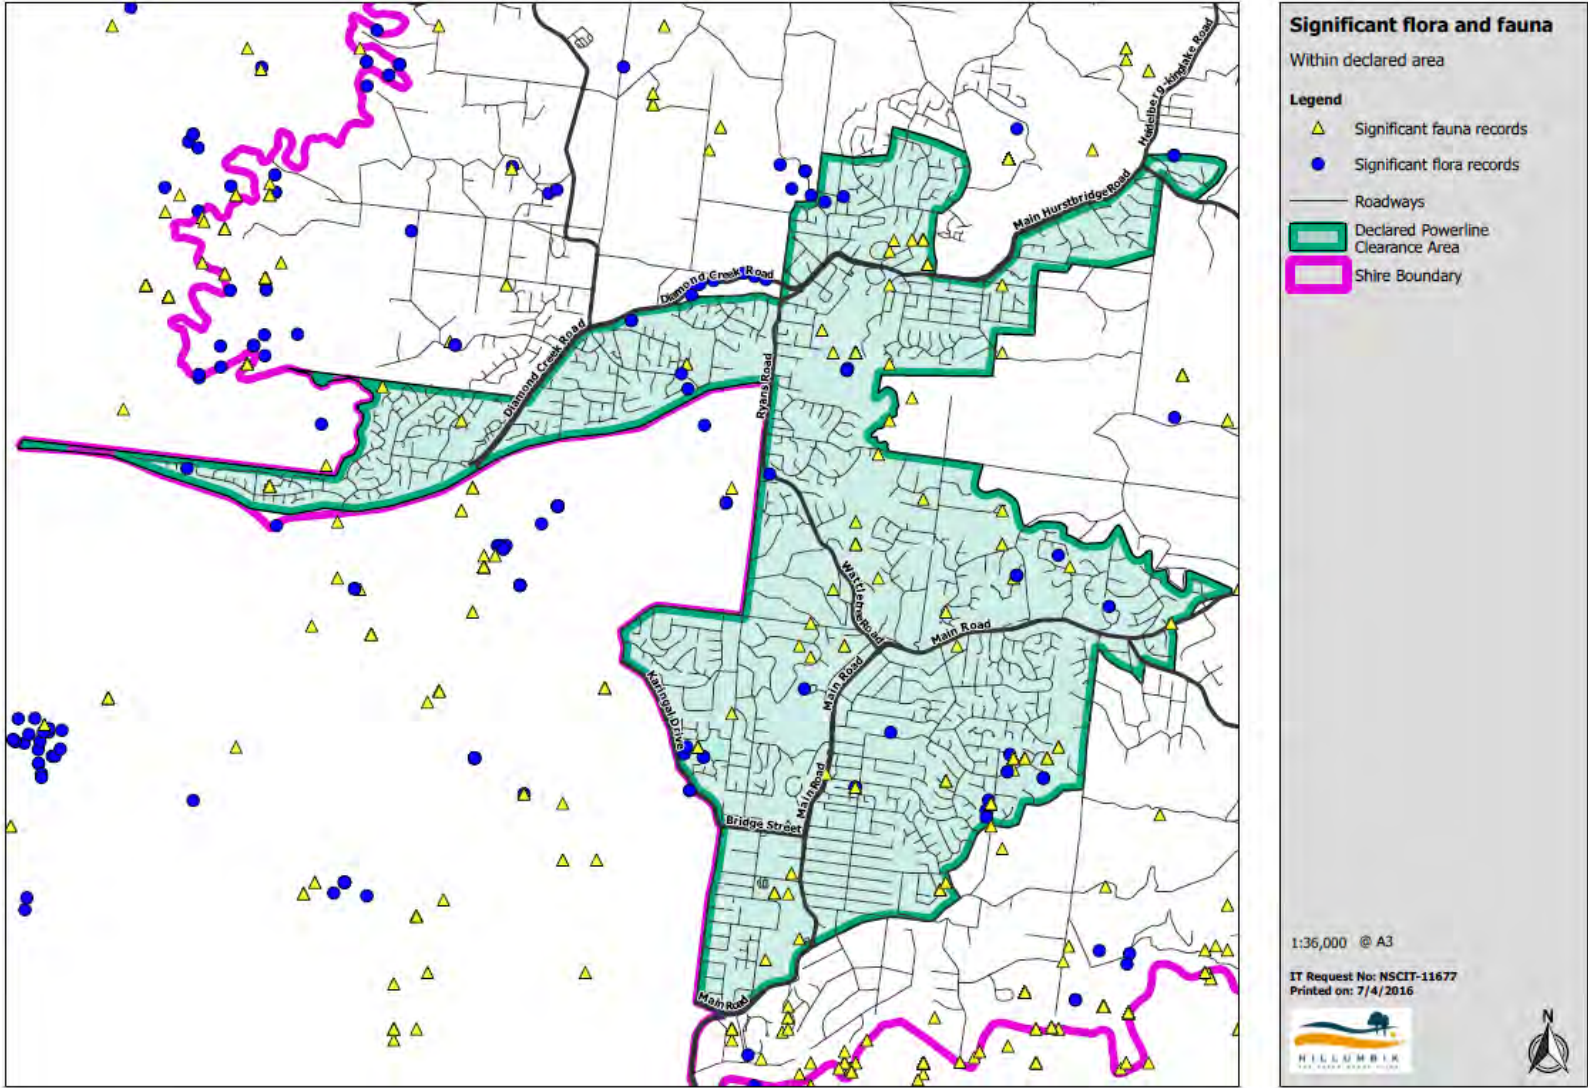 Significant flora and fauna
Within declared area
Legend
Significant fauna records
Significant flora records
Roadways
Declared Powerline
Clearance Area
Shire Boundary
1:36,000 @ A3
IT Request No: NSCIT-11677
Printed on: 7/4/2016
NILLUMBIK
N
Heidelberg-kinglake Road
Main Hurstbridge Road
Diamond Creek Road
Diamond Creek Road
Ryans Road
Wattletree Road
Main Road
Main Road
Karingal Drive
Main Road
Bridge Street
Main Road